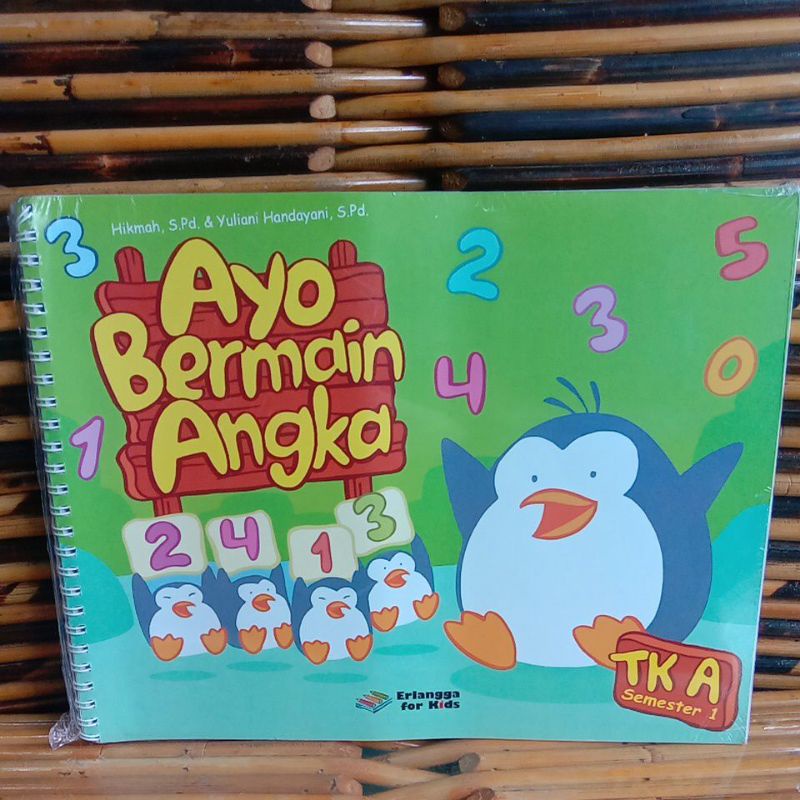 Hikmah, S.Pd. & Yuliani Handayani, S.Pd.
3
2
5
Ayo
Bermain
Angka
3
4
0
1
2
4
1
3
TK A
Semester 1
Erlangga
for Kids